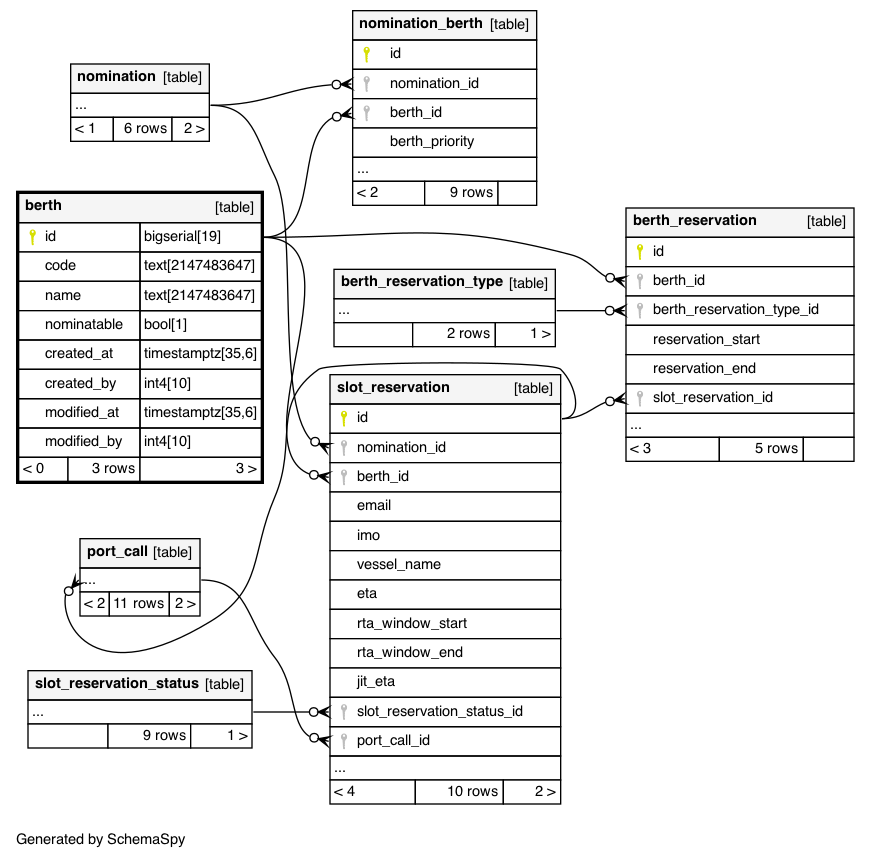 nomination_berth [table]
id
nomination_id
berth_id
berth_priority
...
< 2 9 rows
nomination [table]
...
< 1 6 rows 2 >
berth [table]
id bigserial[19]
code text[2147483647]
name text[2147483647]
nominatable bool[1]
created_at timestamptz[35,6]
created_by int4[10]
modified_at timestamptz[35,6]
modified_by int4[10]
< 0 3 rows 3 >
berth_reservation [table]
id
berth_id
berth_reservation_type_id
reservation_start
reservation_end
slot_reservation_id
...
< 3 5 rows
berth_reservation_type [table]
...
2 rows 1 >
slot_reservation [table]
id
nomination_id
berth_id
email
imo
vessel_name
eta
rta_window_start
rta_window_end
jit_eta
slot_reservation_status_id
port_call_id
...
< 4 10 rows 2 >
port_call [table]
...
< 2 11 rows 2 >
slot_reservation_status [table]
...
9 rows 1 >
Generated by SchemaSpy